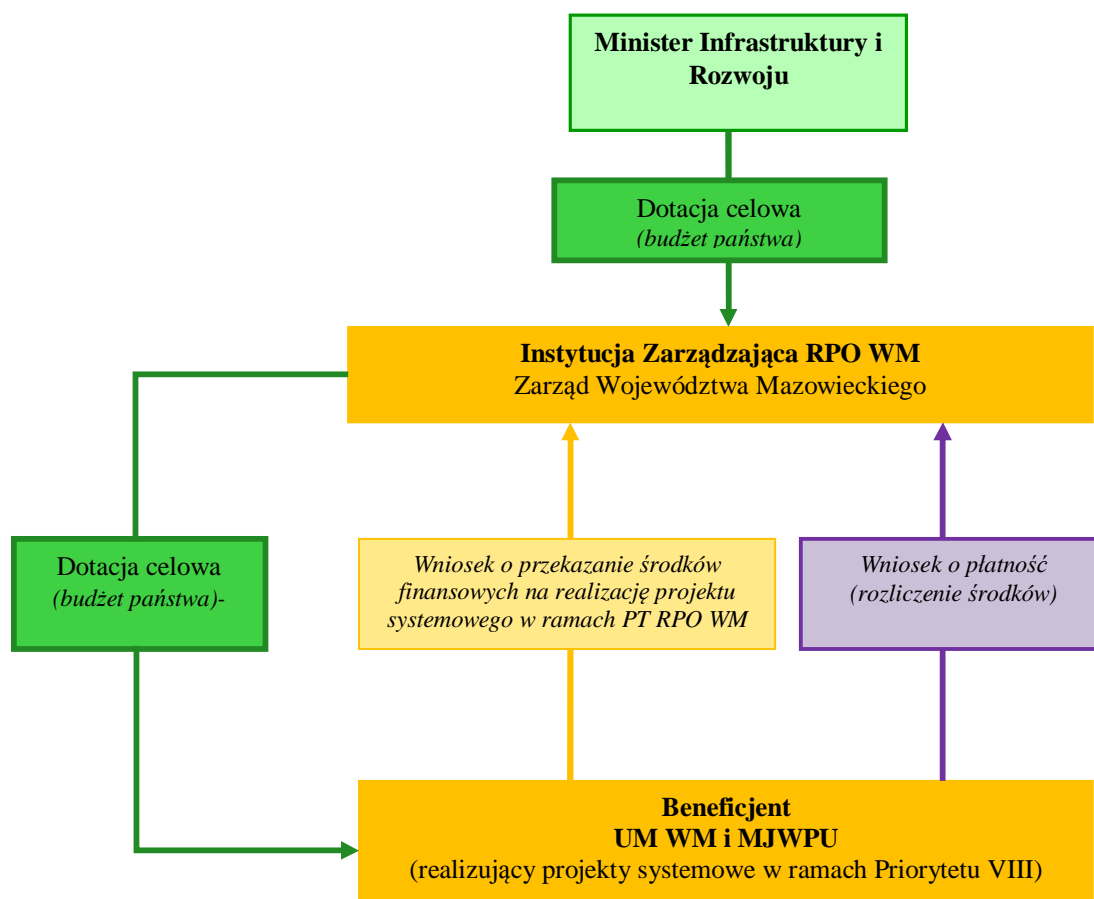 Minister Infrastruktury i
Rozwoju
Dotacja celowa
(budżet państwa)
Instytucja Zarządzająca RPO WM
Zarząd Województwa Mazowieckiego
Dotacja celowa
(budżet państwa)-
Wniosek o przekazanie środków
finansowych na realizację projektu
systemowego w ramach PT RPO WM
Wniosek o płatność
(rozliczenie środków)
Beneficjent
UM WM i MJWPU
(realizujący projekty systemowe w ramach Priorytetu VIII)